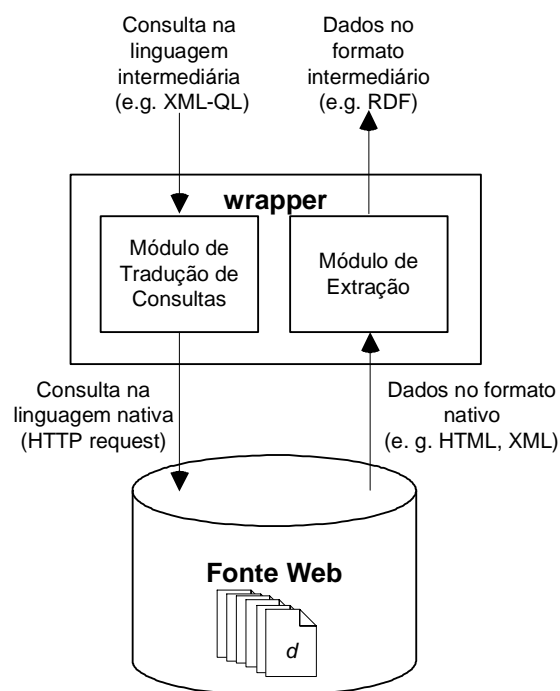 Consulta na
linguagem
intermediária
(e.g. XML-QL)
Dados no
formato
intermediário
(e.g. RDF)
wrapper
Módulo de
Tradução de
Consultas
Módulo de
Extração
Consulta na
linguagem nativa
(HTTP request)
Dados no formato
nativo
(e. g. HTML, XML)
Fonte Web
d